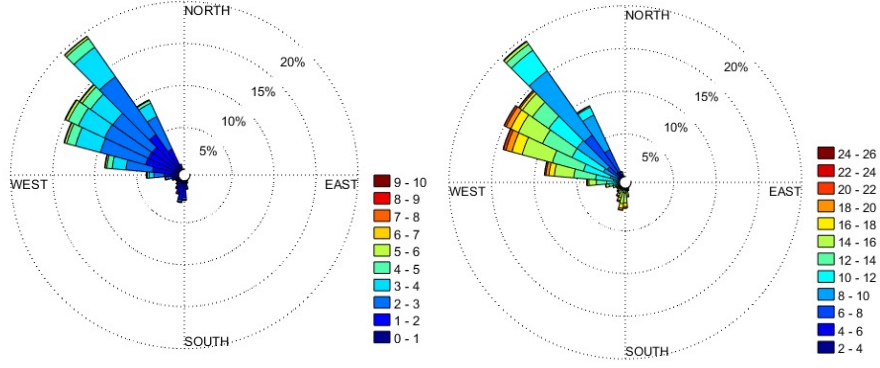 NORTH
20%
15%
10%
5%
WEST
EAST
SOUTH
9 - 10
8 - 9
7 - 8
6 - 7
5 - 6
4 - 5
3 - 4
2 - 3
1 - 2
0 - 1
NORTH
20%
15%
10%
5%
WEST
EAST
SOUTH
24 - 26
22 - 24
20 - 22
18 - 20
16 - 18
14 - 16
12 - 14
10 - 12
8 - 10
6 - 8
4 - 6
2 - 4